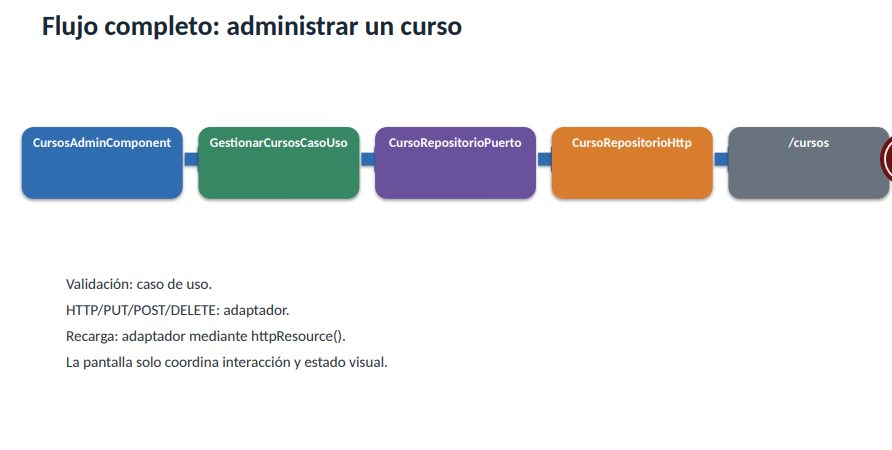 Flujo completo: administrar un curso
CursosAdminComponent
GestionarCursosCasoUso
CursoRepositorioPuerto
CursoRepositorioHttp
/cursos
Validación: caso de uso.
HTTP/PUT/POST/DELETE: adaptador.
Recarga: adaptador mediante httpResource().
La pantalla solo coordina interacción y estado visual.